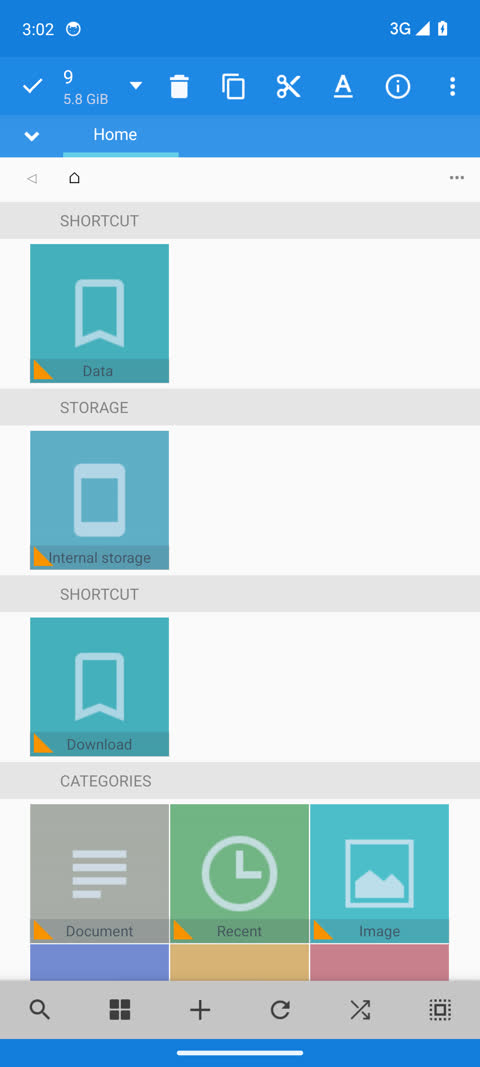 3:02
3G
9
5.8 GiB
A
Home
SHORTCUT
Data
STORAGE
Internal storage
SHORTCUT
Download
CATEGORIES
Document
Recent
Image